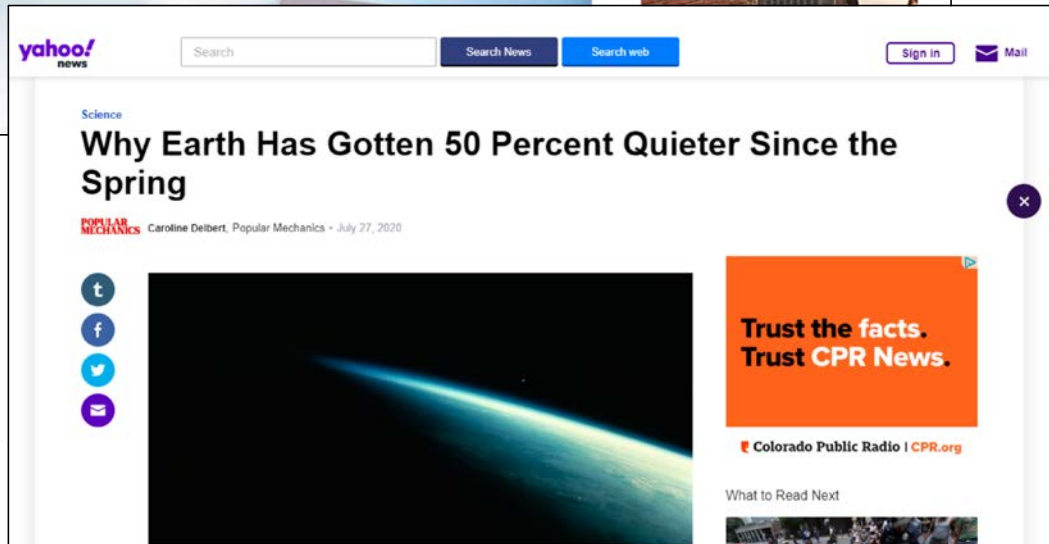 yahoo!
news
Search
Search News
Search web
Sign in
Mail
Science
Why Earth Has Gotten 50 Percent Quieter Since the
Spring
POPULAR
MECHANICS
Caroline Delbert, Popular Mechanics • July 27, 2020
Trust the facts.
Trust CPR News.
Colorado Public Radio | CPR.org
What to Read Next